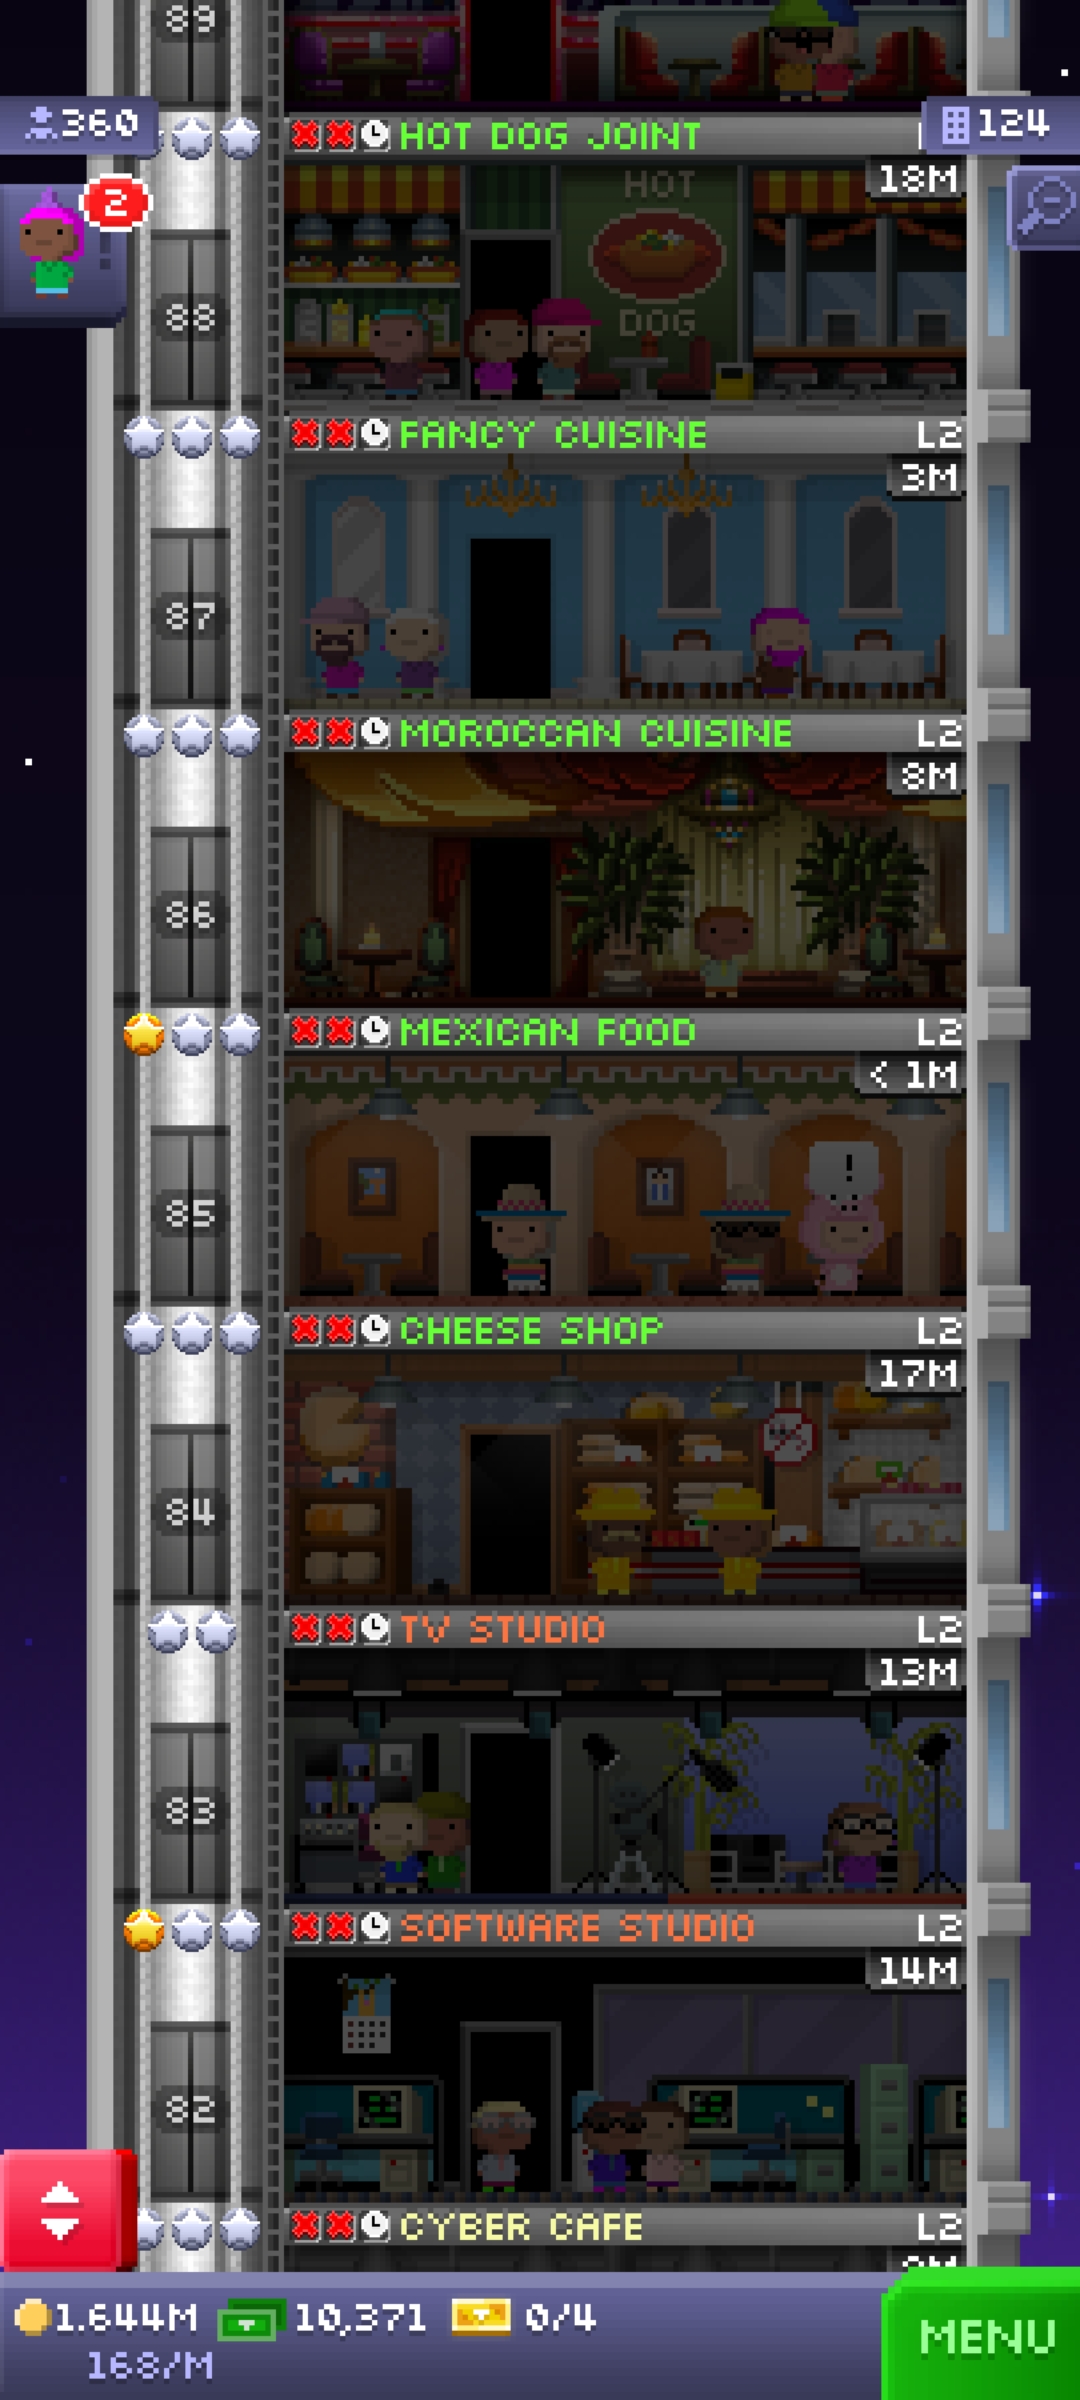 89
360
HOT DOG JOINT
124
2
18M
HOT
DOG
88
FANCY CUISINE L2
3M
87
MOROCCAN CUISINE L2
8M
86
MEXICAN FOOD L2
< 1M
!
85
CHEESE SHOP L2
17M
84
TV STUDIO L2
13M
83
SOFTWARE STUDIO L2
14M
82
CYBER CAFE L2
1.644M 10,371 0/4
168/M
MENU